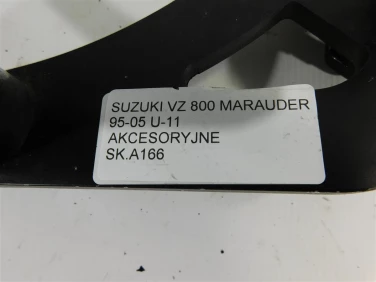 SUZUKI VZ 800 MARAUDER
95-05 U-11
AKCESORYJNE
SK.A166